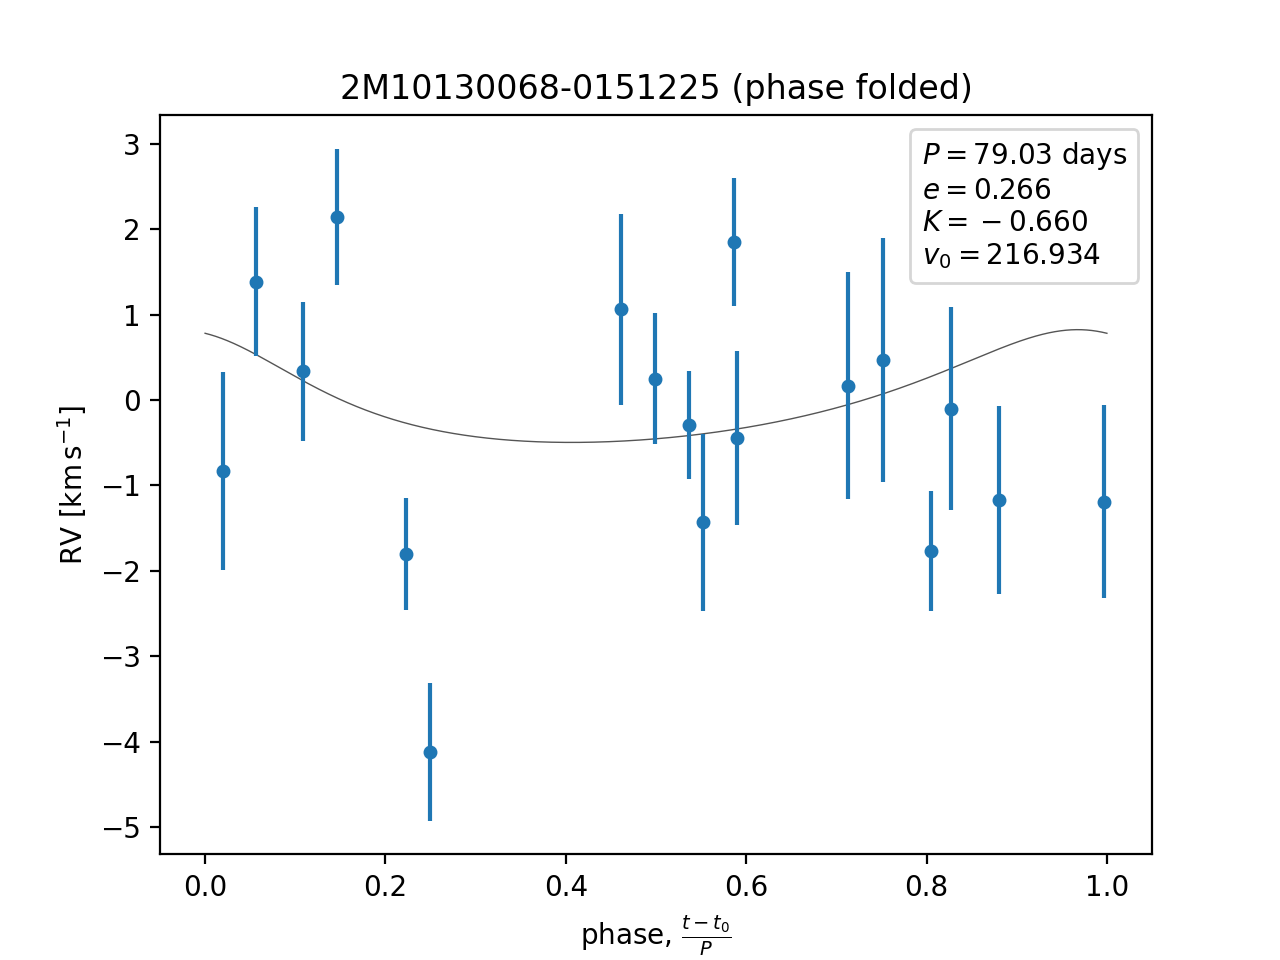 2M10130068-0151225 (phase folded)
P = 79.03 days
e = 0.266
K = −0.660
v₀ = 216.934
RV [km s⁻¹]
3
2
1
0
−1
−2
−3
−4
−5
0.0 0.2 0.4 0.6 0.8 1.0
phase, (t − t₀)/P